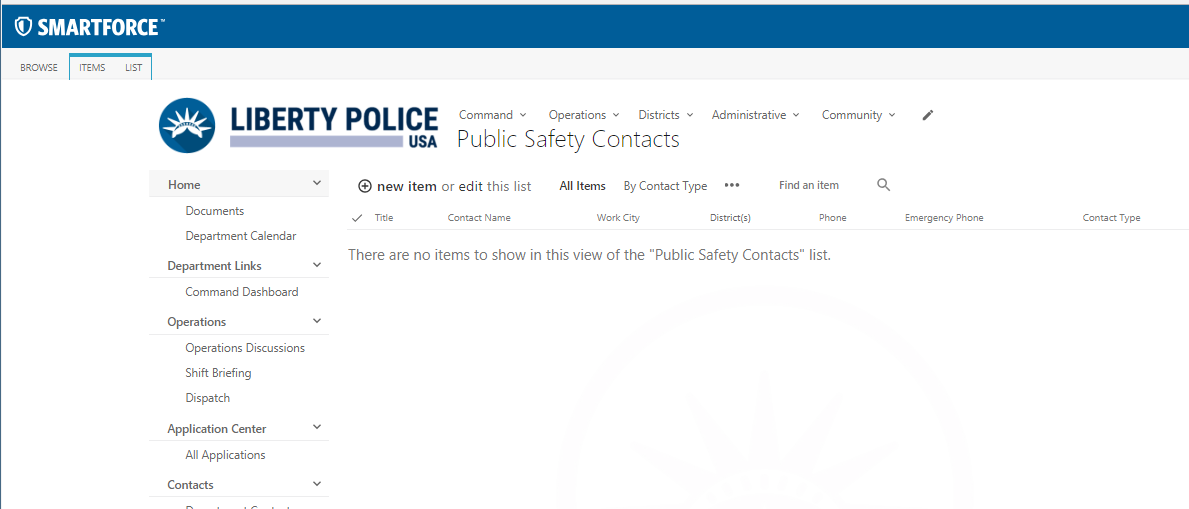 SMARTFORCE™
BROWSE ITEMS LIST
LIBERTY POLICE
USA
Command Operations Districts Administrative Community
Public Safety Contacts
Home
Documents
Department Calendar
Department Links
Command Dashboard
Operations
Operations Discussions
Shift Briefing
Dispatch
Application Center
All Applications
Contacts
new item or edit this list All Items By Contact Type ••• Find an item
Title Contact Name Work City District(s) Phone Emergency Phone Contact Type
There are no items to show in this view of the "Public Safety Contacts" list.